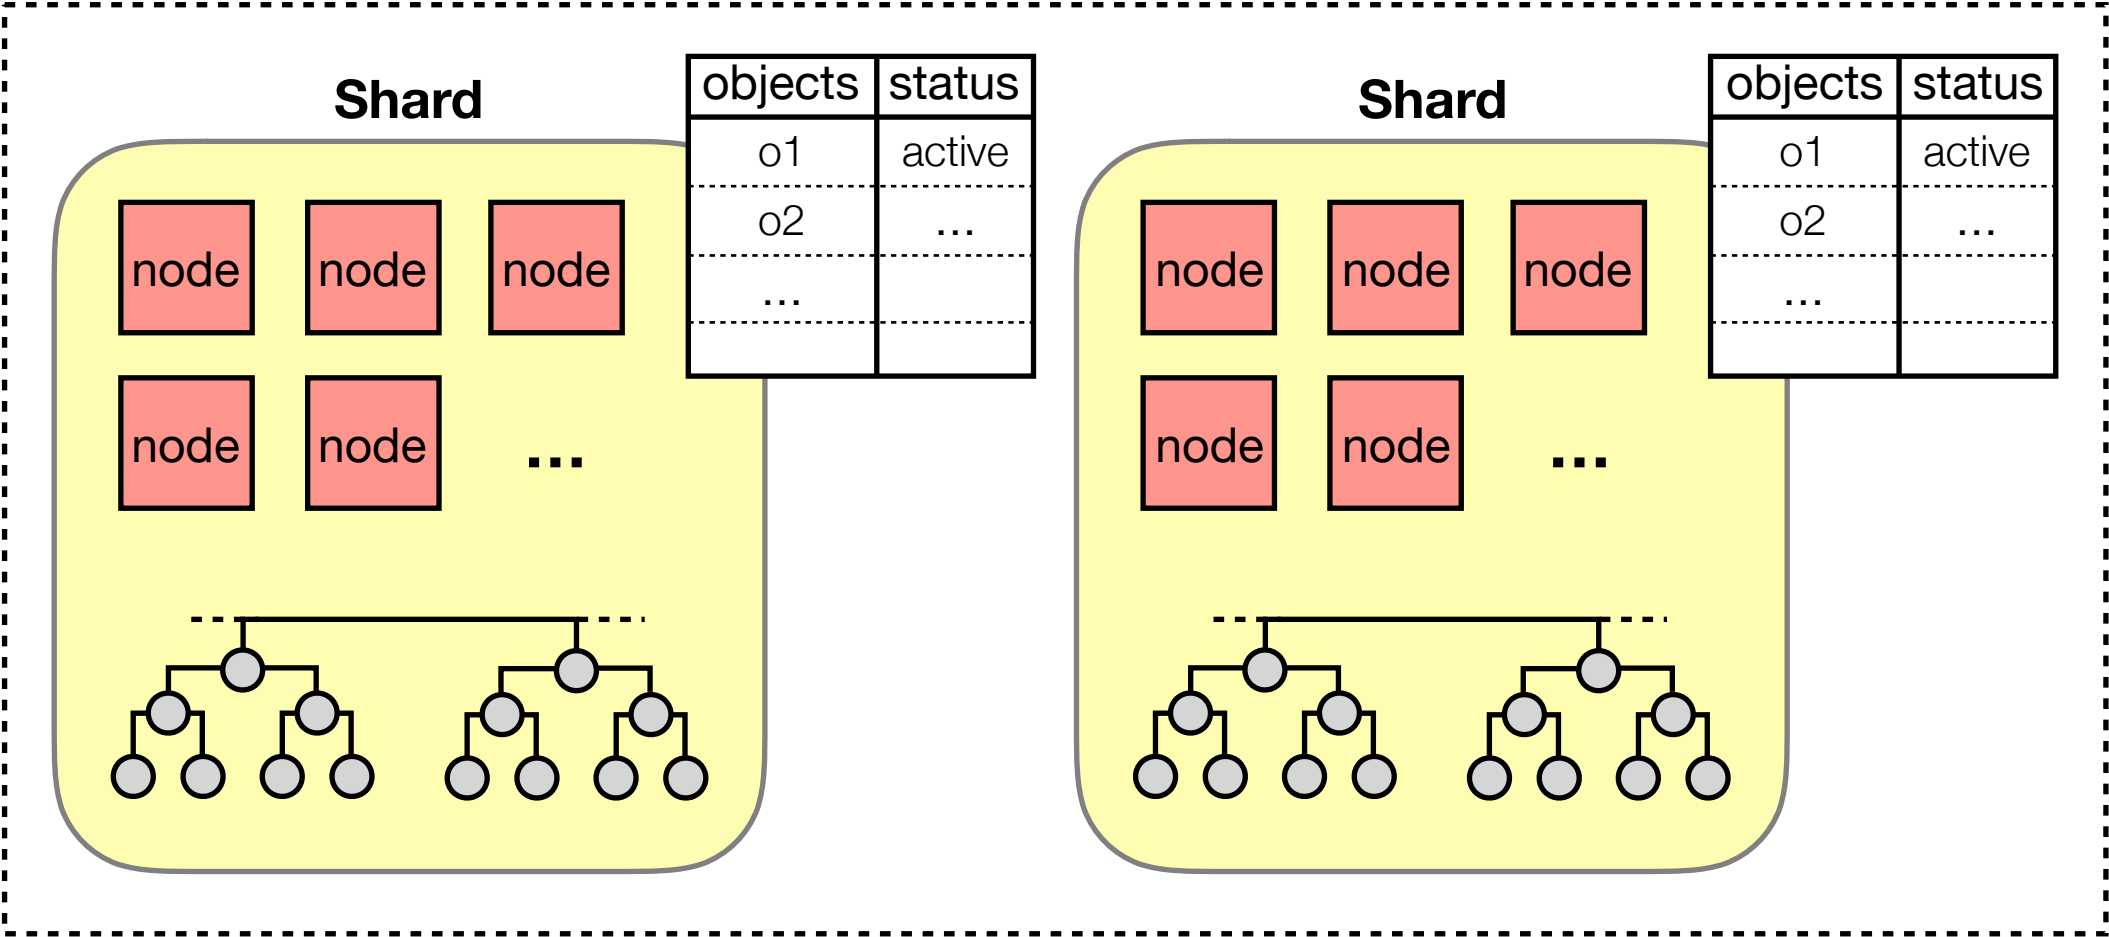 Shard
objects status
o1 active
o2 ...
...
node node node
node node ...
Shard
objects status
o1 active
o2 ...
...
node node node
node node ...